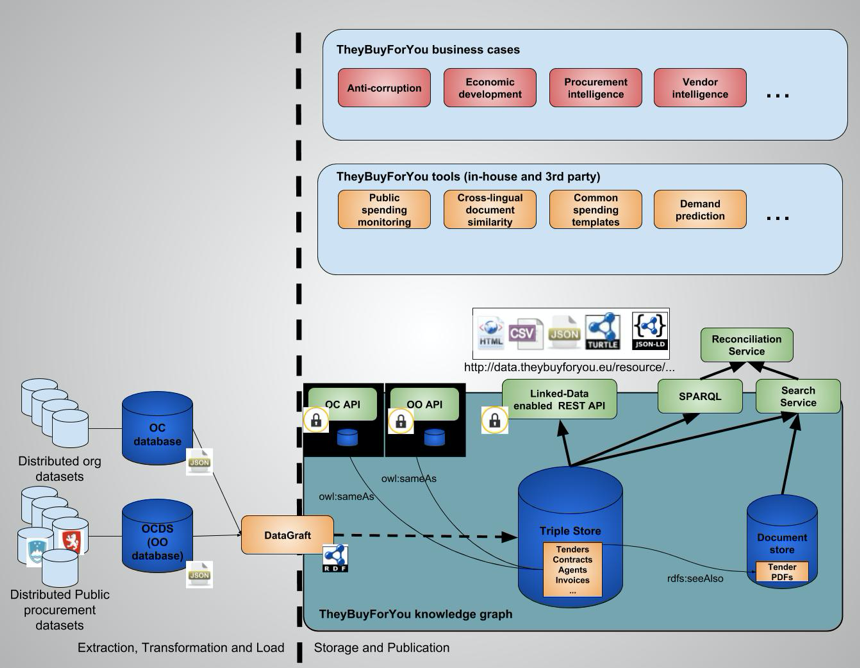 TheyBuyForYou business cases
Anti-corruption
Economic
development
Procurement
intelligence
Vendor
intelligence
...
TheyBuyForYou tools (in-house and 3rd party)
Public
spending
monitoring
Cross-lingual
document
similarity
Common
spending
templates
Demand
prediction
...
HTML
CSV
JSON
TURTLE
{}
JSON-LD
http://data.theybuyforyou.eu/resource/...
Reconciliation
Service
OC API
OO API
Linked-Data
enabled REST API
SPARQL
Search
Service
OC
database
JSON
Distributed org
datasets
owl:sameAs
owl:sameAs
OCDS
(OO
database)
JSON
Distributed Public
procurement
datasets
DataGraft
RDF
Triple Store
Tenders
Contracts
Agents
Invoices
...
rdfs:seeAlso
Document
store
Tender
PDFs
TheyBuyForYou knowledge graph
Extraction, Transformation and Load
Storage and Publication